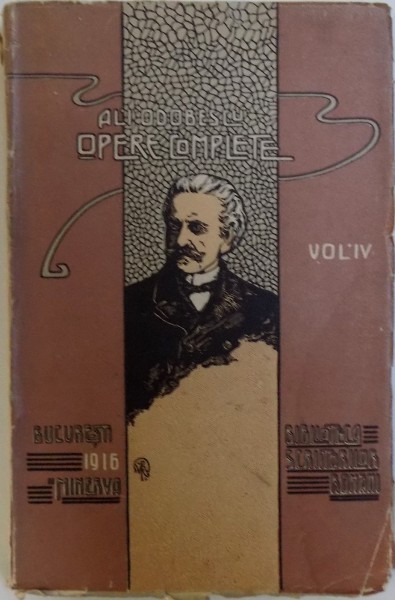 AL. I. ODOBESCU
OPERE COMPLETE
VOL. IV.
BUCUREȘTI
1916
MINERVA
BIBLIOTECA
SCRIITORILOR
ROMÂNI